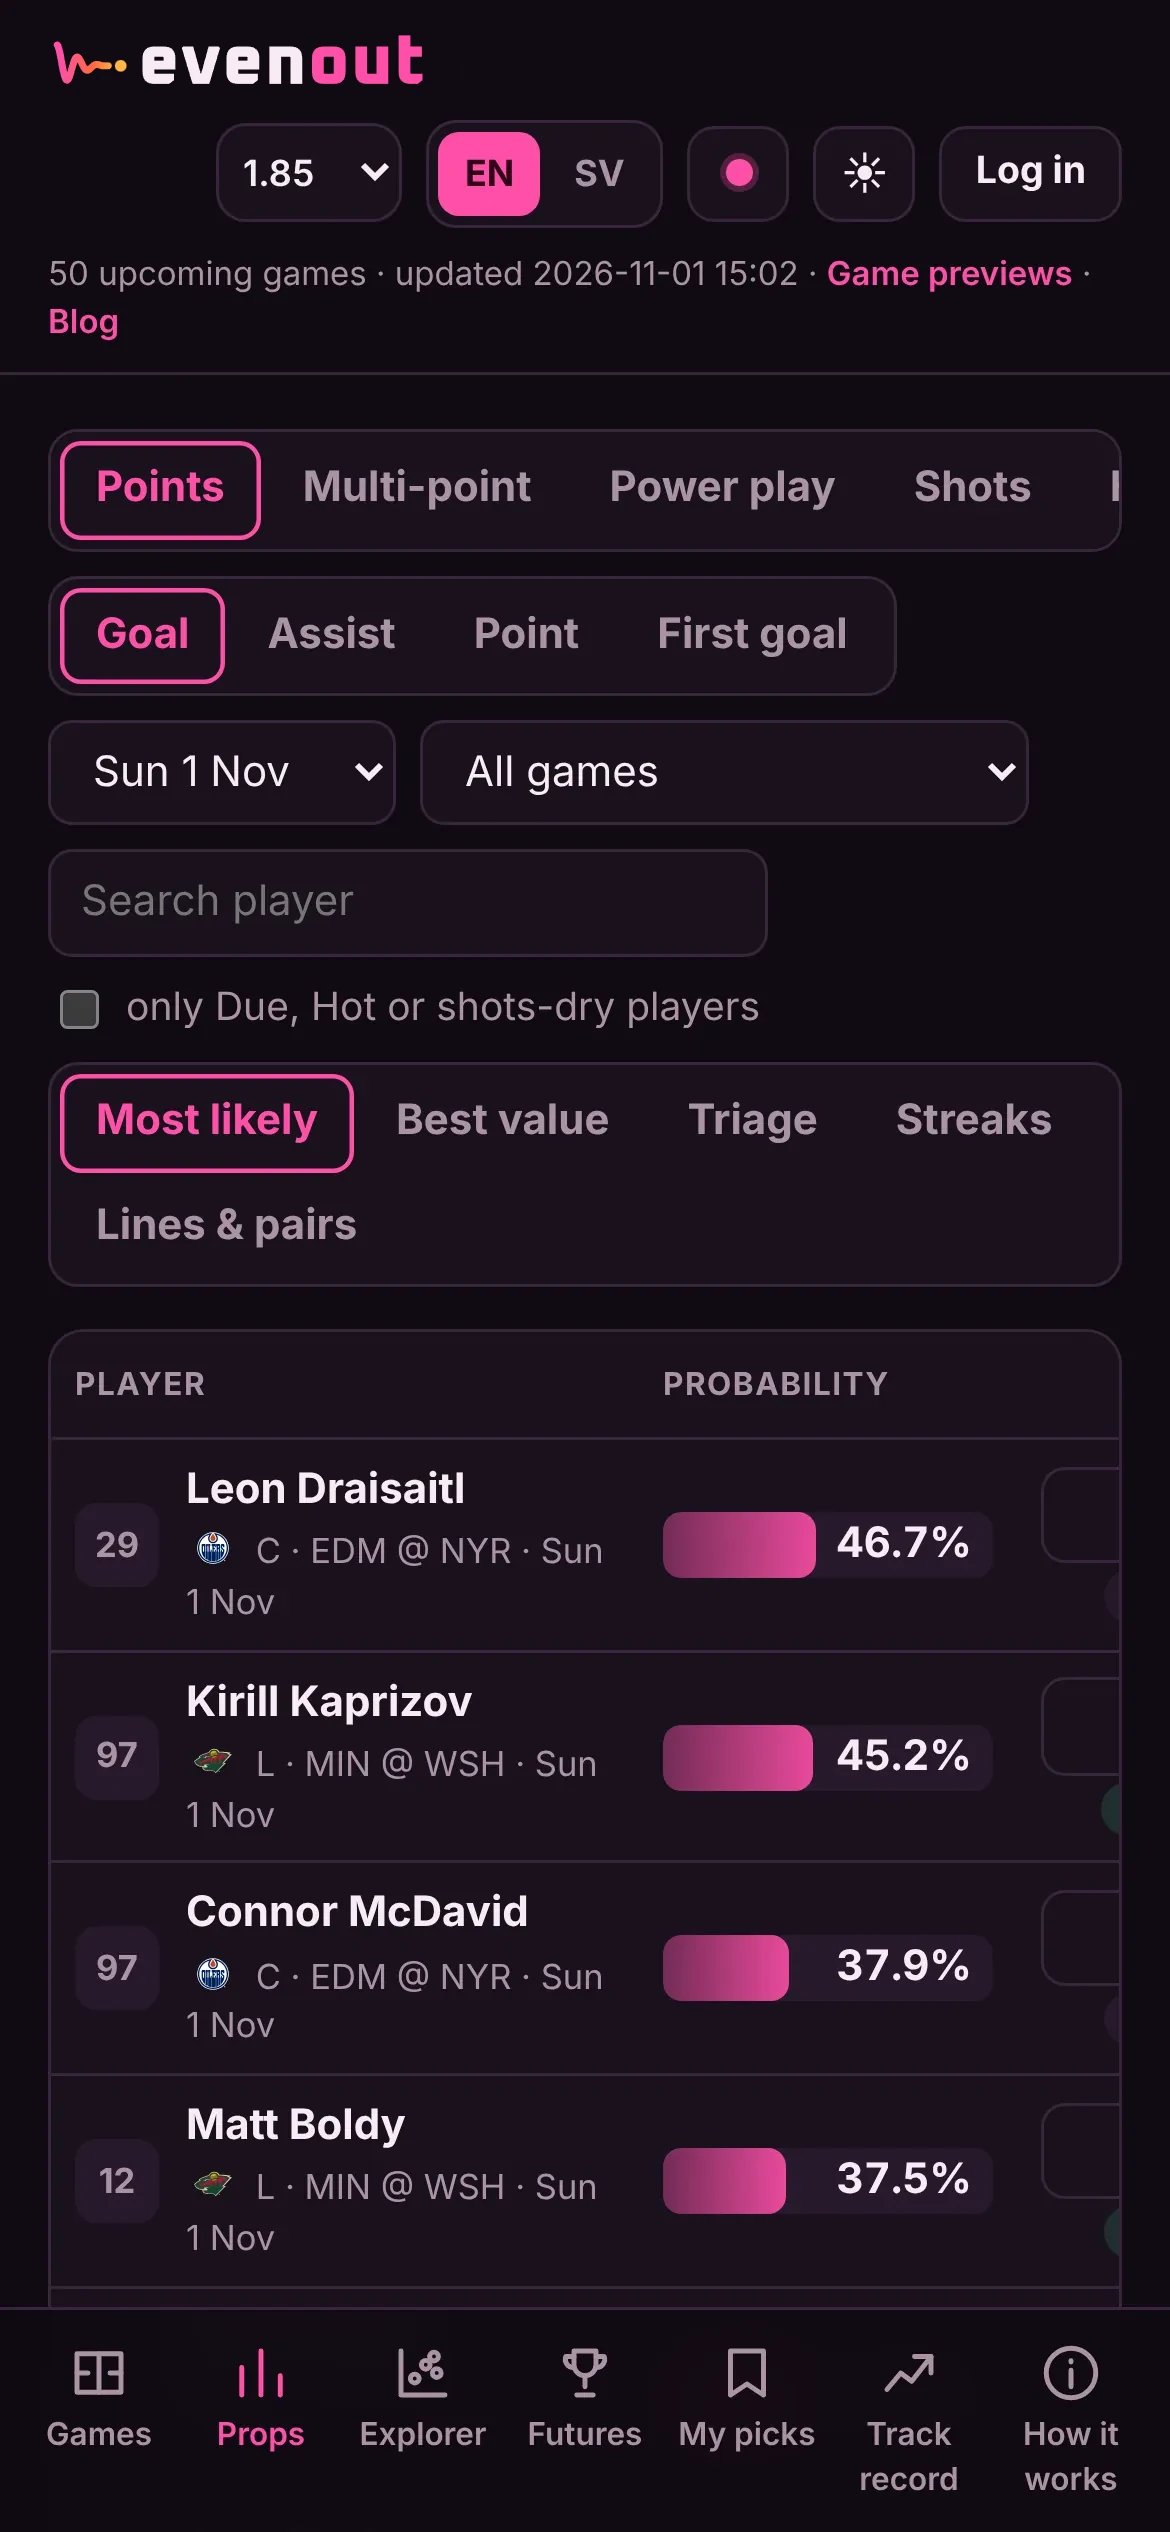 evenout
1.85 EN SV Log in
50 upcoming games · updated 2026-11-01 15:02 · Game previews ·
Blog
Points Multi-point Power play Shots
Goal Assist Point First goal
Sun 1 Nov All games
Search player
only Due, Hot or shots-dry players
Most likely Best value Triage Streaks
Lines & pairs
PLAYER PROBABILITY
Leon Draisaitl
29 C · EDM @ NYR · Sun 46.7%
1 Nov
Kirill Kaprizov
97 L · MIN @ WSH · Sun 45.2%
1 Nov
Connor McDavid
97 C · EDM @ NYR · Sun 37.9%
1 Nov
Matt Boldy
12 L · MIN @ WSH · Sun 37.5%
1 Nov
Games Props Explorer Futures My picks Track How it
record works